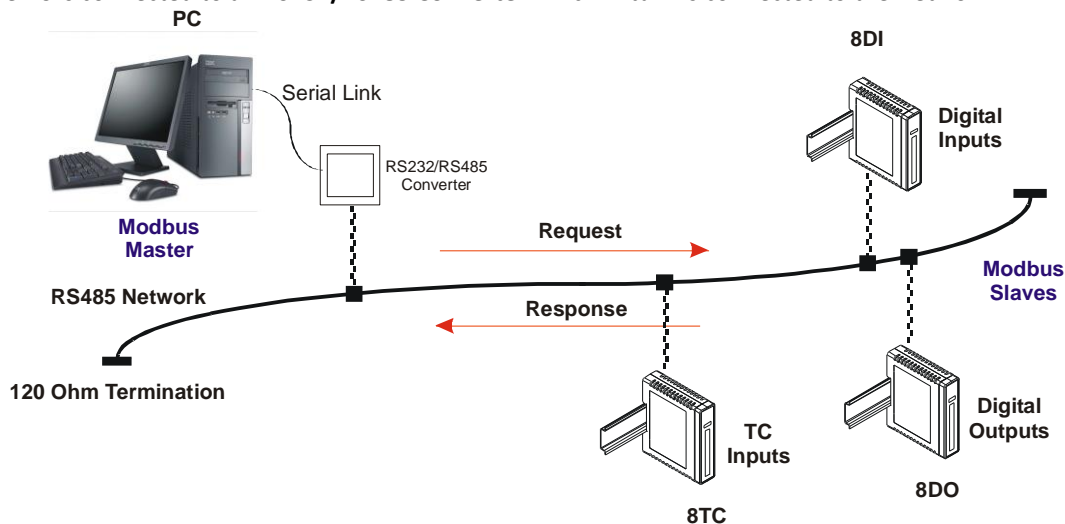 PC
8DI
Serial Link
Digital
Inputs
RS232/RS485
Converter
Modbus
Master
Request
RS485 Network
Modbus
Slaves
Response
120 Ohm Termination
TC
Inputs
Digital
Outputs
8DO
8TC